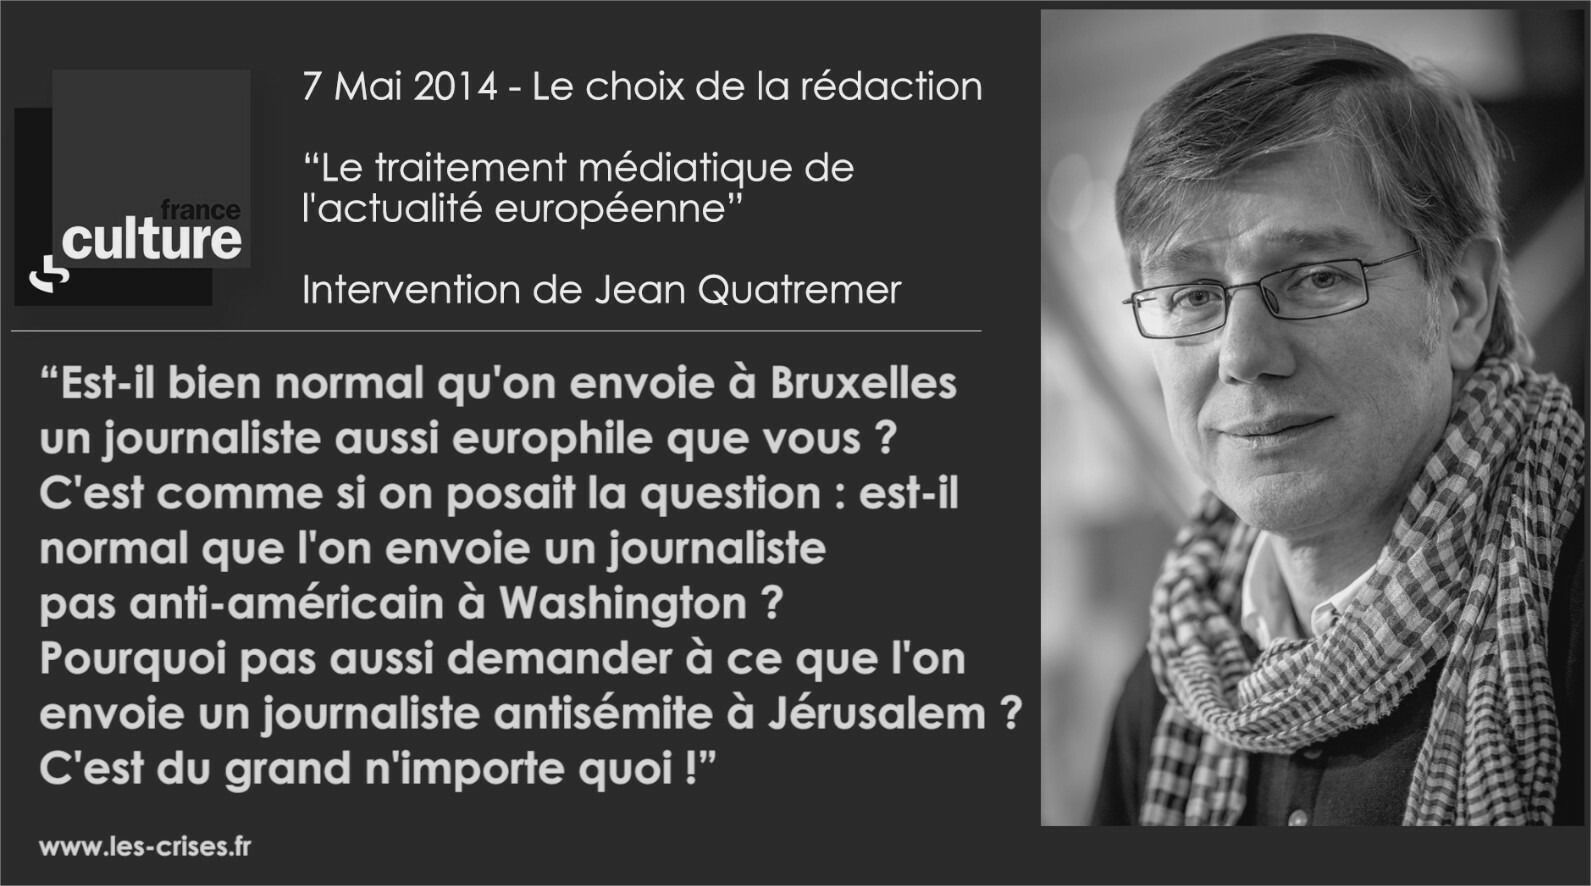 france
culture
7 Mai 2014 - Le choix de la rédaction
“Le traitement médiatique de
l'actualité européenne”
Intervention de Jean Quatremer
“Est-il bien normal qu'on envoie à Bruxelles
un journaliste aussi europhile que vous ?
C'est comme si on posait la question : est-il
normal que l'on envoie un journaliste
pas anti-américain à Washington ?
Pourquoi pas aussi demander à ce que l'on
envoie un journaliste antisémite à Jérusalem ?
C'est du grand n'importe quoi !”
www.les-crises.fr